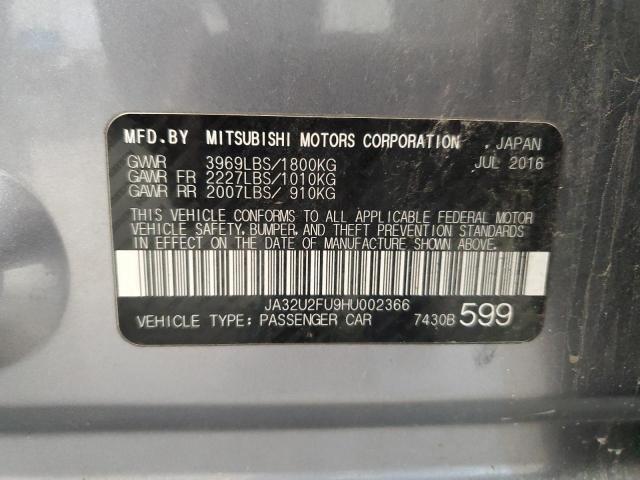 MFD.BY MITSUBISHI MOTORS CORPORATION , JAPAN
GVWR 3969LBS/1800KG JUL 2016
GAWR FR 2227LBS/1010KG
GAWR RR 2007LBS/ 910KG
THIS VEHICLE CONFORMS TO ALL APPLICABLE FEDERAL MOTOR
VEHICLE SAFETY, BUMPER, AND THEFT PREVENTION STANDARDS
IN EFFECT ON THE DATE OF MANUFACTURE SHOWN ABOVE.
JA32U2FU9HU002366
VEHICLE TYPE: PASSENGER CAR 7430B 599